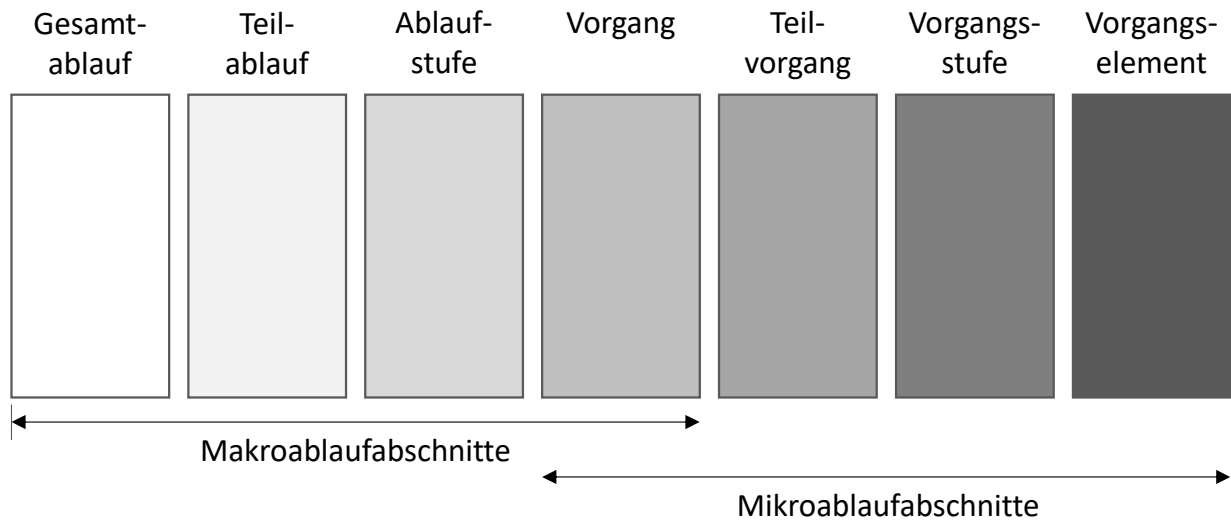 Gesamt-
ablauf
Teil-
ablauf
Ablauf-
stufe
Vorgang
Teil-
vorgang
Vorgangs-
stufe
Vorgangs-
element
Makroablaufabschnitte
Mikroablaufabschnitte